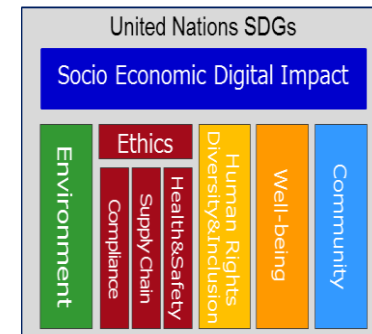 United Nations SDGs
Socio Economic Digital Impact
Environment
Ethics
Compliance
Supply Chain
Health&Safety
Human Rights
Diversity&Inclusion
Well-being
Community